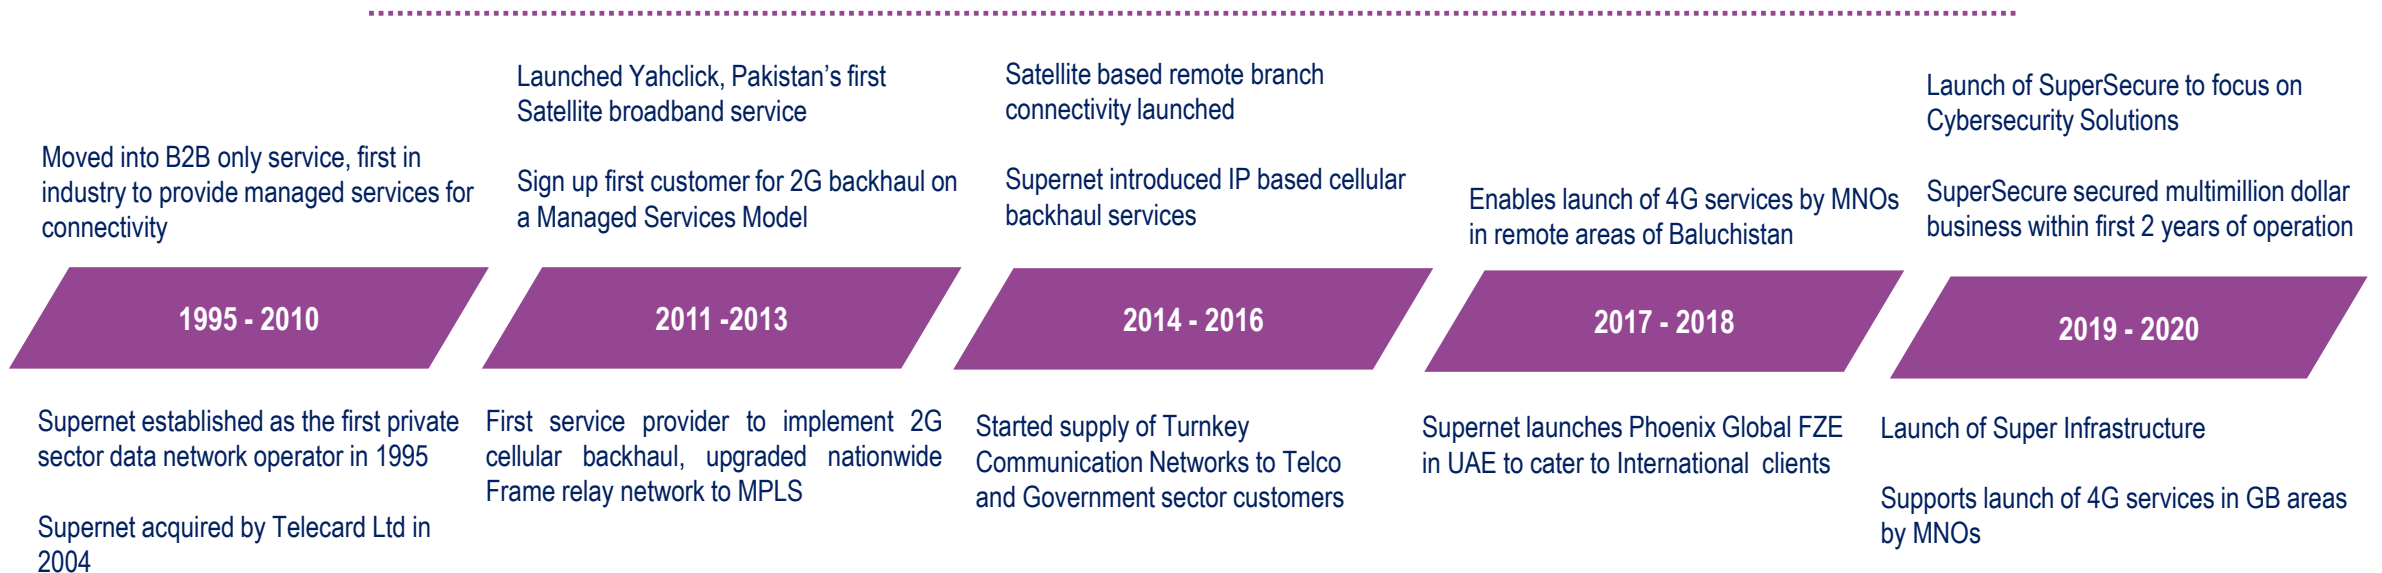 Moved into B2B only service, first in
industry to provide managed services for
connectivity
1995 - 2010
Supernet established as the first private
sector data network operator in 1995
Supernet acquired by Telecard Ltd in
2004
Launched Yahclick, Pakistan's first
Satellite broadband service
Sign up first customer for 2G backhaul on
a Managed Services Model
2011 -2013
First service provider to implement 2G
cellular backhaul, upgraded nationwide
Frame relay network to MPLS
Satellite based remote branch
connectivity launched
Supernet introduced IP based cellular
backhaul services
2014 - 2016
Started supply of Turnkey
Communication Networks to Telco
and Government sector customers
Enables launch of 4G services by MNOs
in remote areas of Baluchistan
2017 - 2018
Supernet launches Phoenix Global FZE
in UAE to cater to International  clients
Launch of SuperSecure to focus on
Cybersecurity Solutions
SuperSecure secured multimillion dollar
business within first 2 years of operation
2019 - 2020
Launch of Super Infrastructure
Supports launch of 4G services in GB areas
by MNOs